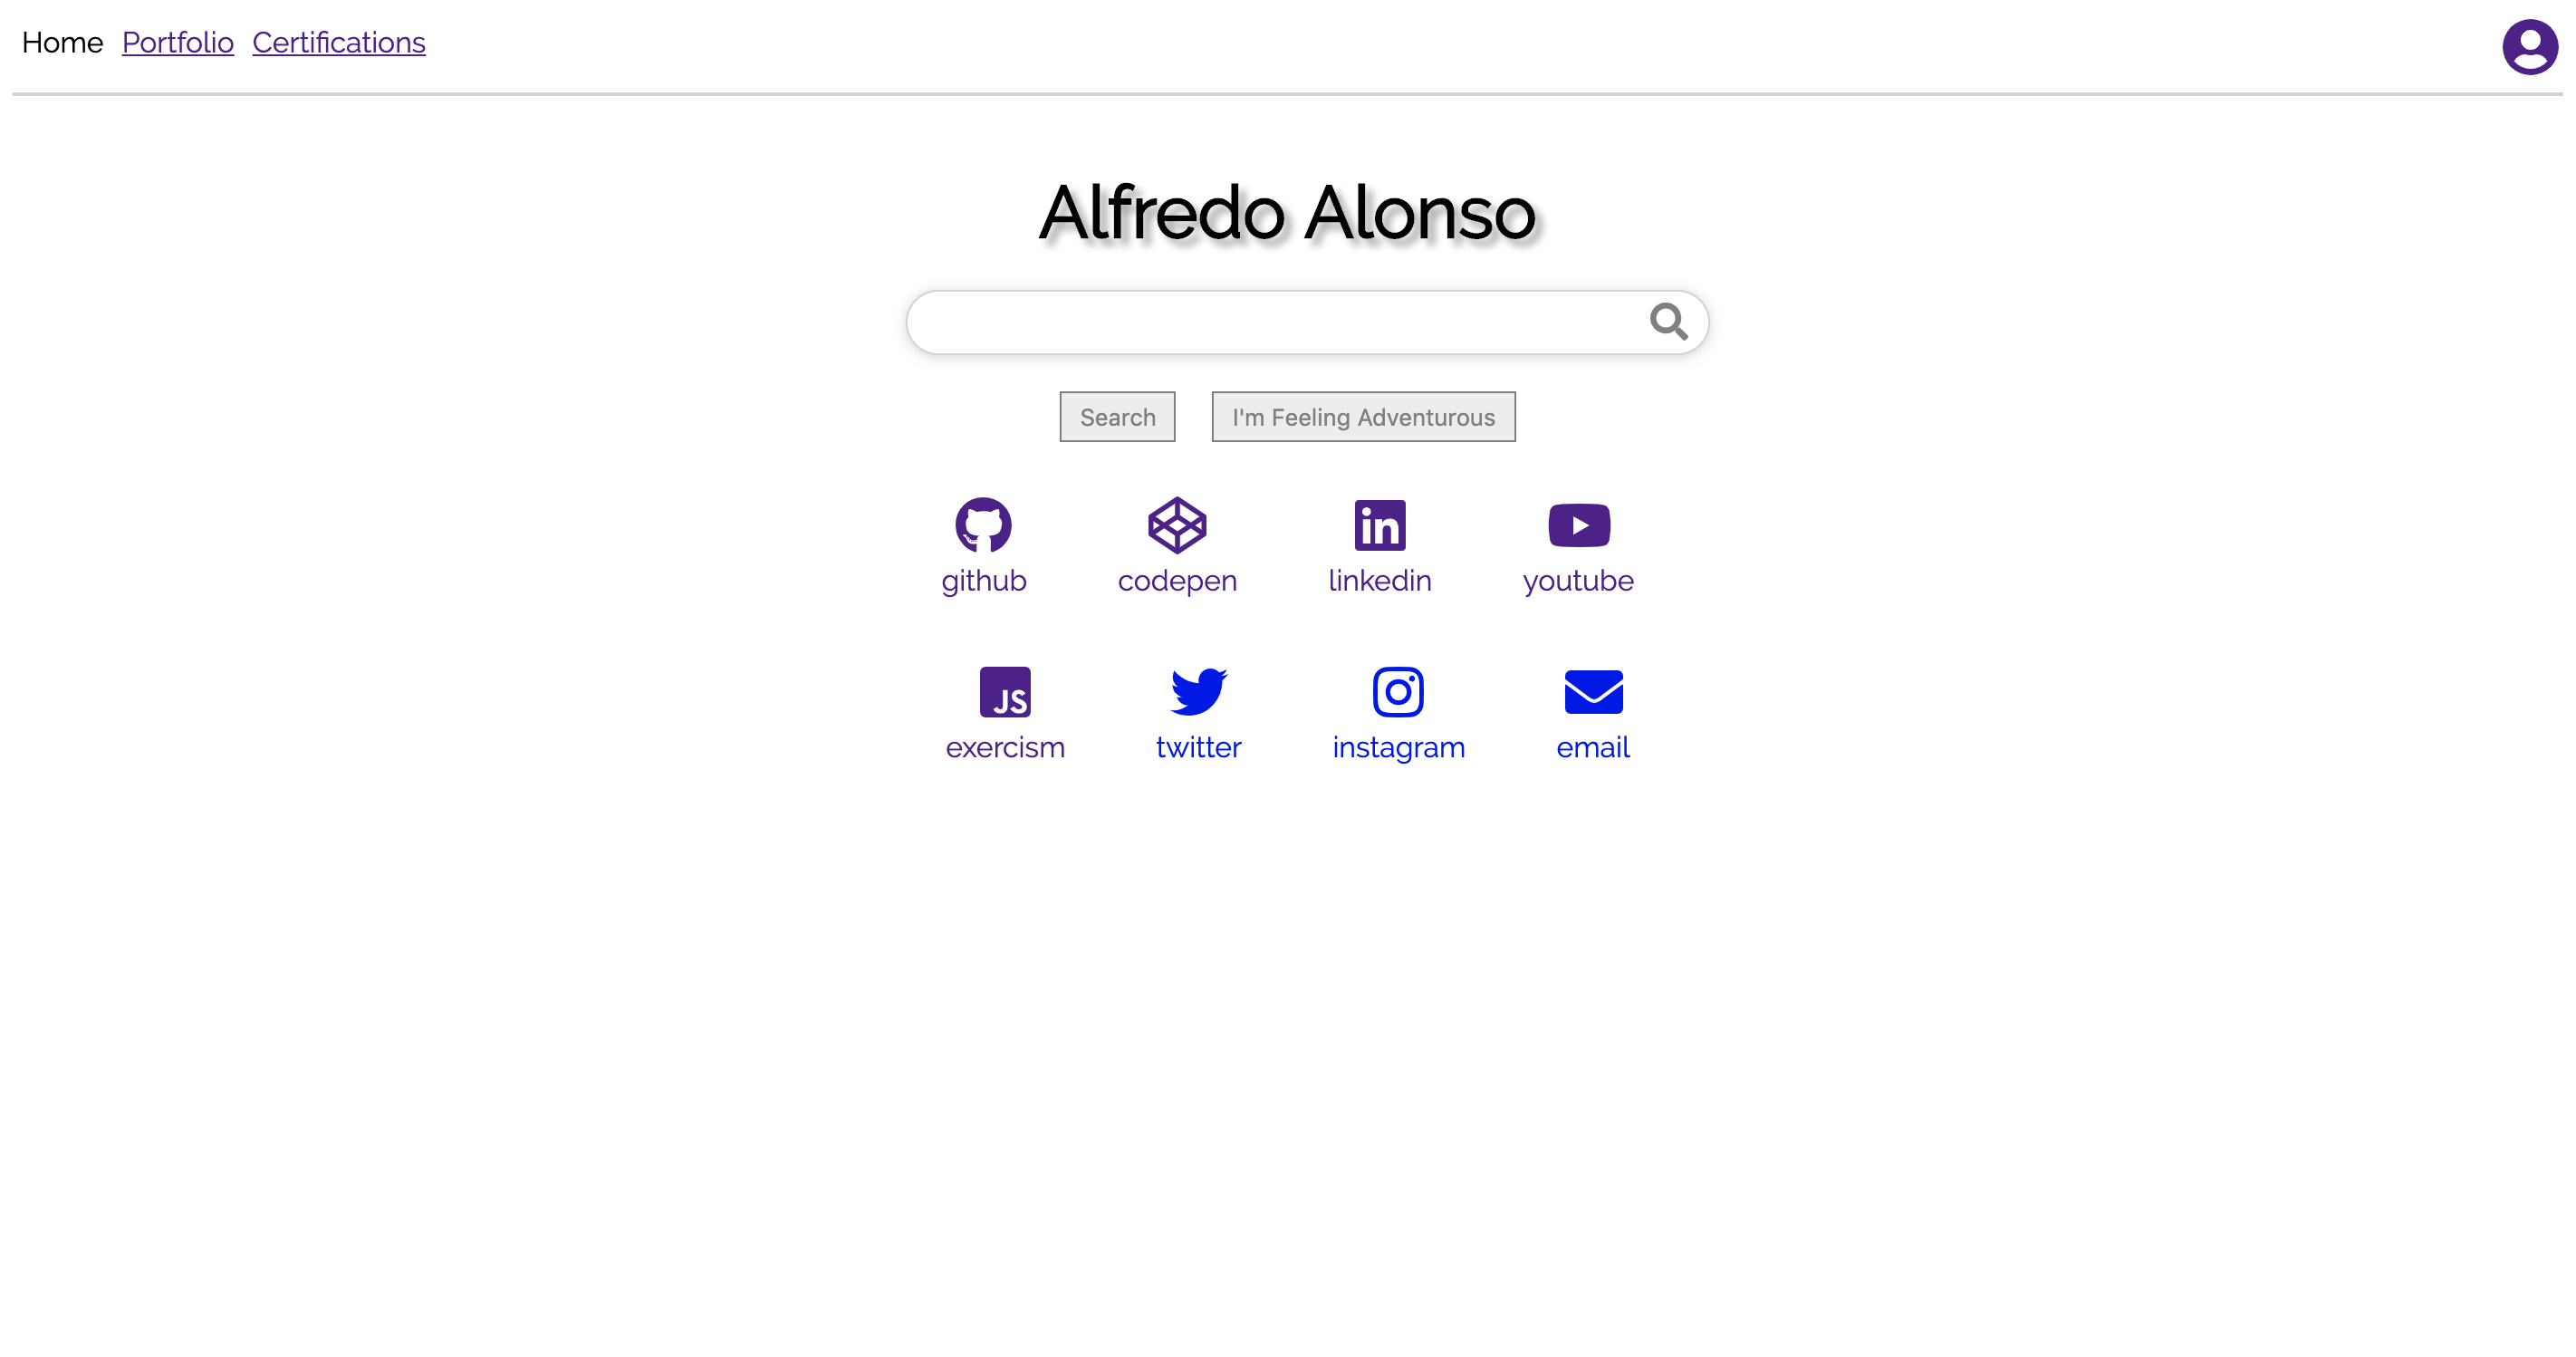 Home Portfolio Certifications
Alfredo Alonso
Search I'm Feeling Adventurous
github codepen linkedin youtube
JS
exercism twitter instagram email